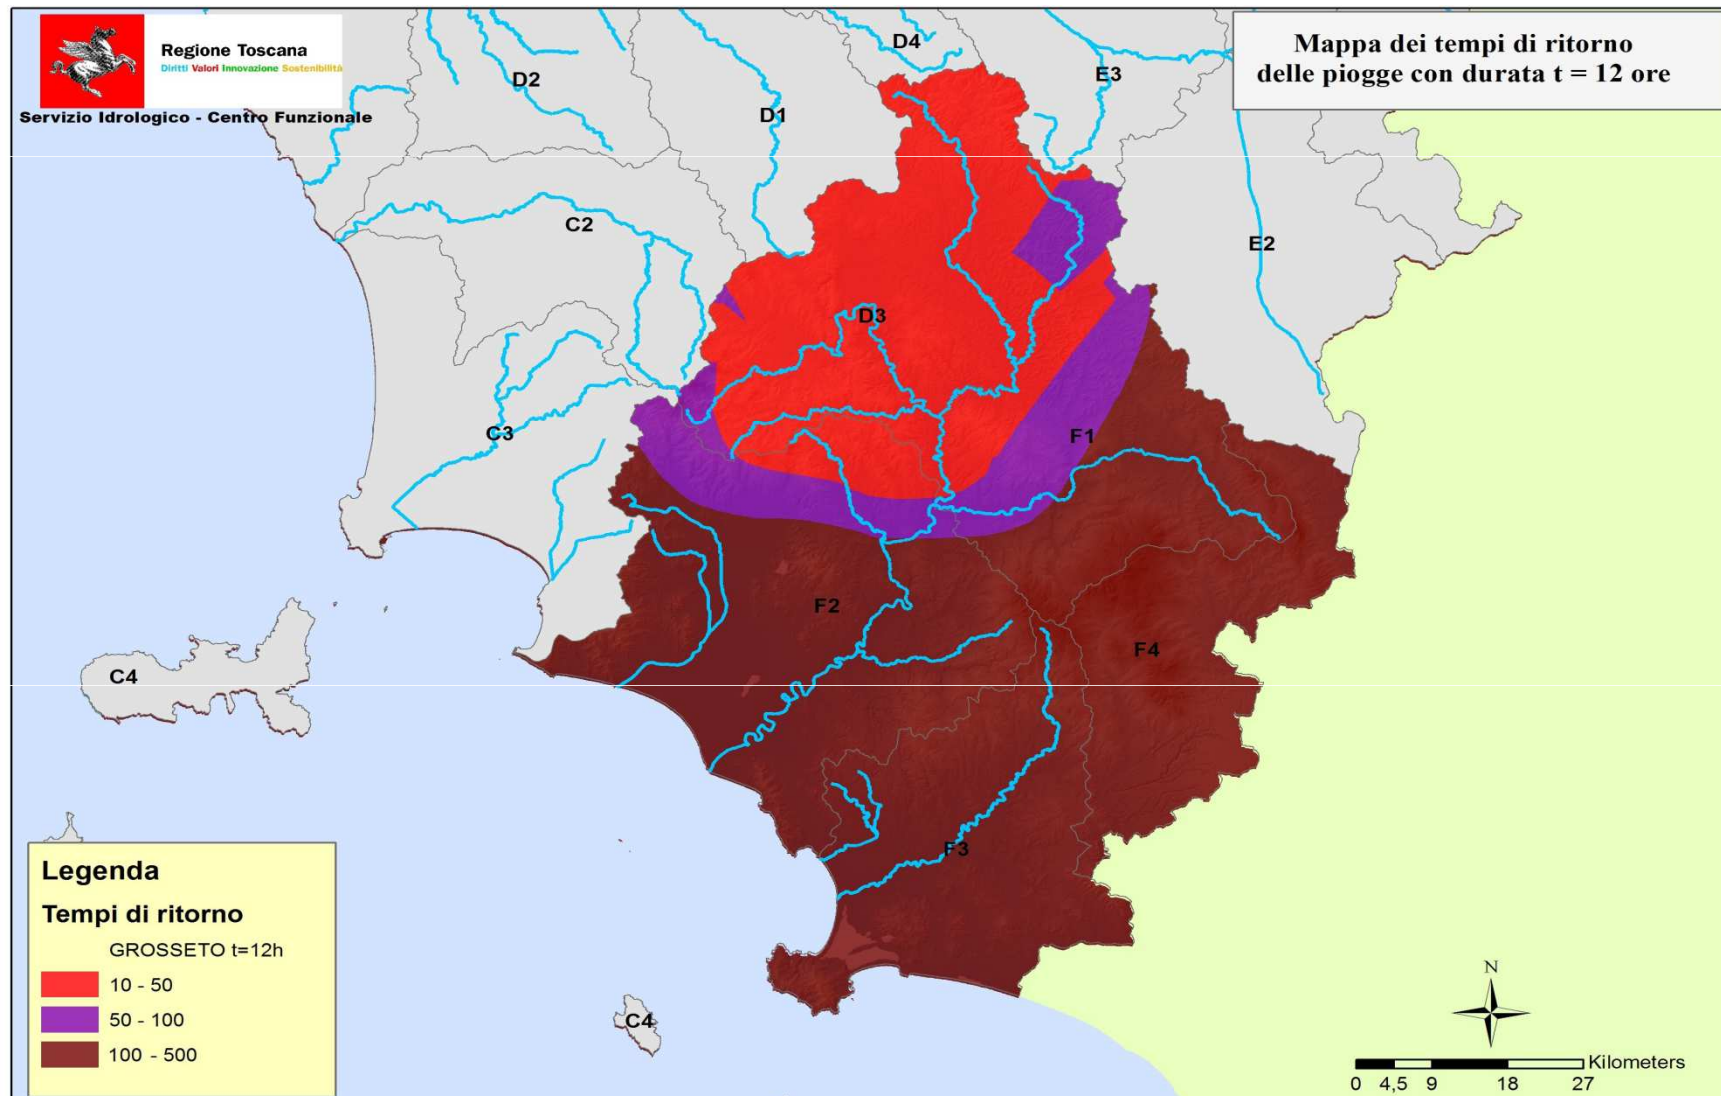 Regione Toscana
Diritti Valori Innovazione Sostenibilità
Servizio Idrologico - Centro Funzionale
Mappa dei tempi di ritorno
delle piogge con durata t = 12 ore
D4
E3
D2
D1
C2
E2
D3
C3
F1
F2
F4
C4
F3
C4
Legenda
Tempi di ritorno
GROSSETO t=12h
10 - 50
50 - 100
100 - 500
N
Kilometers
0 4,5 9 18 27